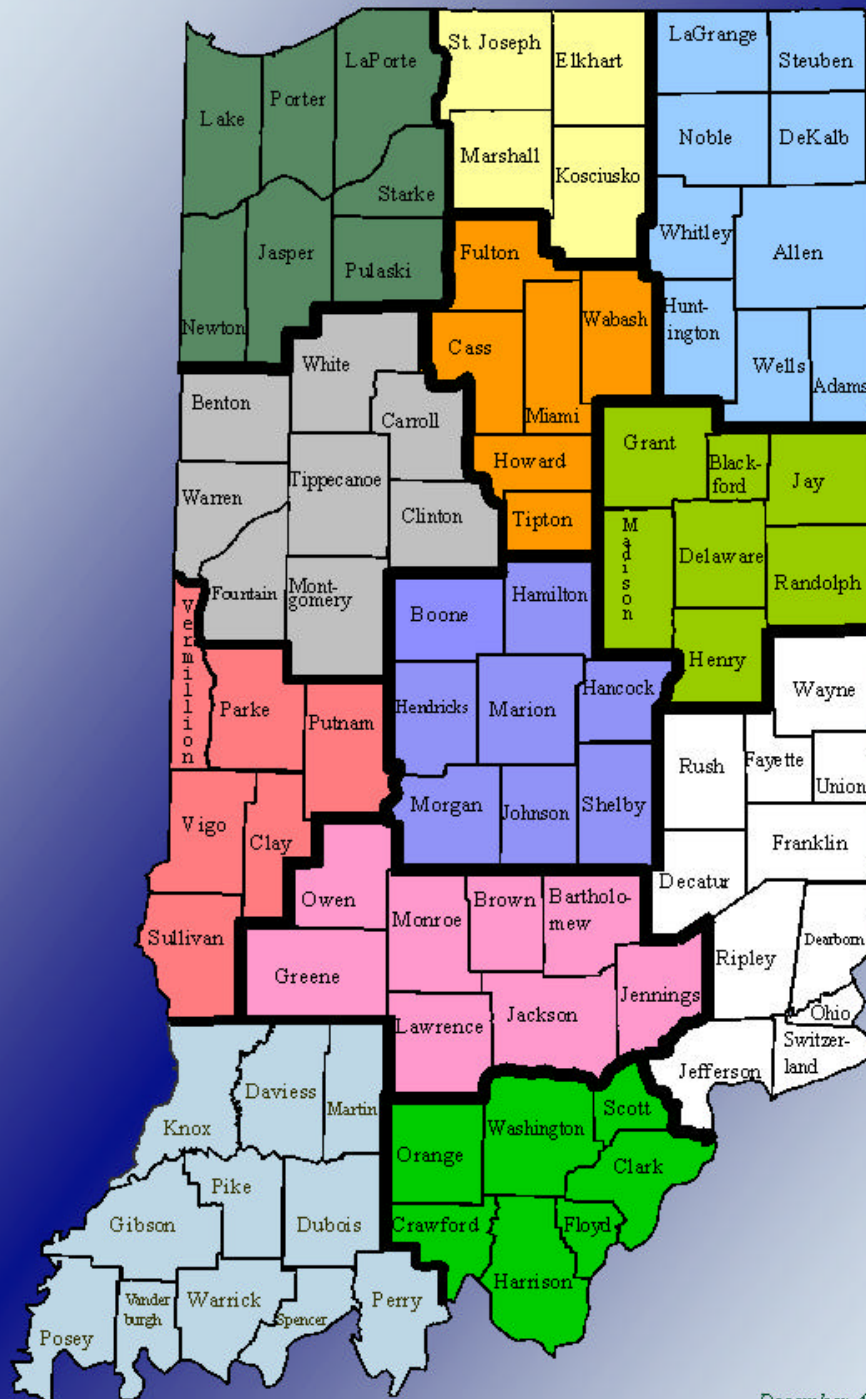 St. Joseph
Elkhart
LaGrange
Steuben
LaPorte
Porter
Lake
Noble
DeKalb
Marshall
Kosciusko
Starke
Whitley
Allen
Jasper
Pulaski
Fulton
Newton
Hun-
tington
Wabash
White
Cass
Wells
Adams
Benton
Carroll
Miami
Grant
Black-
ford
Jay
Howard
Tippecanoe
Warren
Clinton
Tipton
Madison
Delaware
Randolph
Fountain
Mont-
gomery
Vermillion
Boone
Hamilton
Henry
Wayne
Parke
Putnam
Hendricks
Marion
Hancock
Rush
Fayette
Union
Vigo
Clay
Morgan
Johnson
Shelby
Franklin
Decatur
Owen
Monroe
Brown
Bartholo-
mew
Sullivan
Greene
Ripley
Dearborn
Jennings
Ohio
Lawrence
Jackson
Switzer-
land
Jefferson
Daviess
Martin
Knox
Scott
Washington
Orange
Clark
Pike
Gibson
Dubois
Crawford
Floyd
Harrison
Posey
Vander
burgh
Warrick
Spencer
Perry